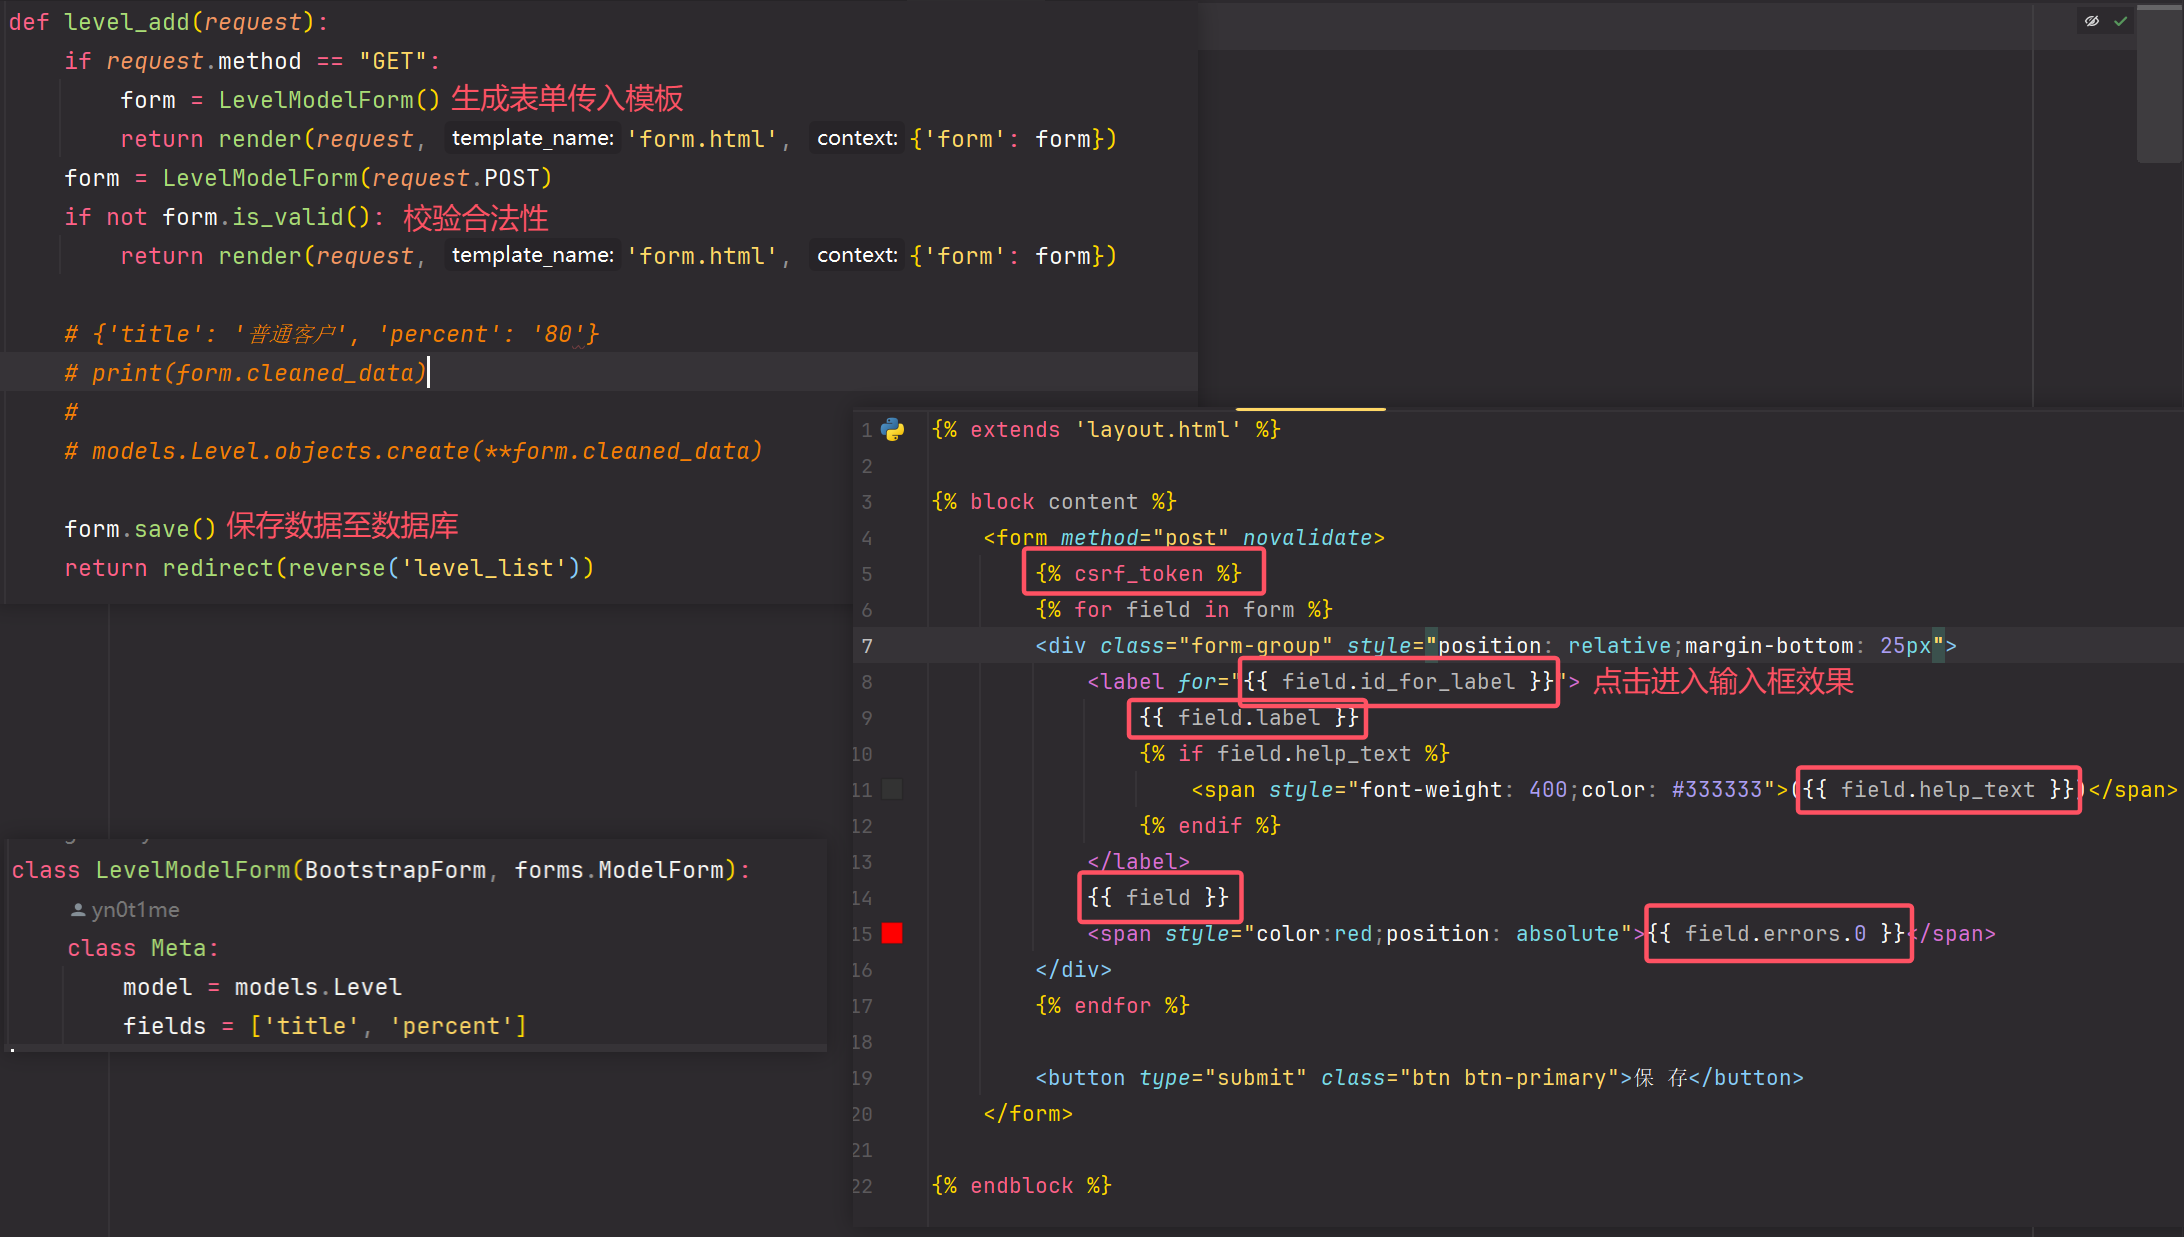 def level_add(request):
if request.method == "GET":
form = LevelModelForm() 生成表单传入模板
return render(request, template_name: 'form.html', context: {'form': form})
form = LevelModelForm(request.POST)
if not form.is_valid(): 校验合法性
return render(request, template_name: 'form.html', context: {'form': form})
# {'title': '普通客户', 'percent': '80'}
# print(form.cleaned_data)
#
# models.Level.objects.create(**form.cleaned_data)
form.save() 保存数据至数据库
return redirect(reverse('level_list'))
class LevelModelForm(BootstrapForm, forms.ModelForm):
yn0t1me
class Meta:
model = models.Level
fields = ['title', 'percent']
1 {% extends 'layout.html' %}
2
3 {% block content %}
4 <form method="post" novalidate>
5 {% csrf_token %}
6 {% for field in form %}
7 <div class="form-group" style="position: relative;margin-bottom: 25px">
8 <label for="{{ field.id_for_label }}"> 点击进入输入框效果
9 {{ field.label }}
10 {% if field.help_text %}
11 <span style="font-weight: 400;color: #333333">({{ field.help_text }})</span>
12 {% endif %}
13 </label>
14 {{ field }}
15 <span style="color:red;position: absolute">{{ field.errors.0 }}</span>
16 </div>
17 {% endfor %}
18
19 <button type="submit" class="btn btn-primary">保 存</button>
20 </form>
21
22 {% endblock %}